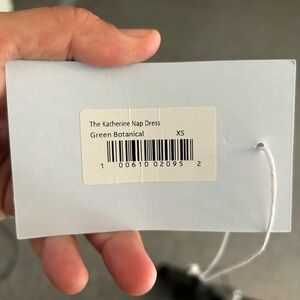 The Katherine Nap Dress
Green Botanical XS
1 00610 02095 2